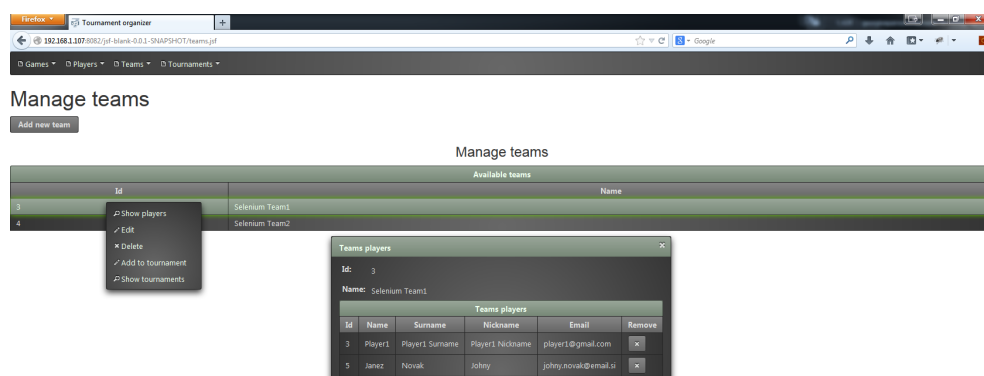 Firefox
Tournament organizer
+
192.168.1.107:8082/jsf-blank-0.0.1-SNAPSHOT/teams.jsf
Google
Games Players Teams Tournaments
Manage teams
Add new team
Manage teams
Available teams
Id Name
3 Selenium Team1
4 Selenium Team2
Show players
Edit
Delete
Add to tournament
Show tournaments
Teams players
Id: 3
Name: Selenium Team1
Teams players
Id Name Surname Nickname Email Remove
3 Player1 Player1 Surname Player1 Nickname player1@gmail.com
5 Janez Novak Johny johny.novak@email.si